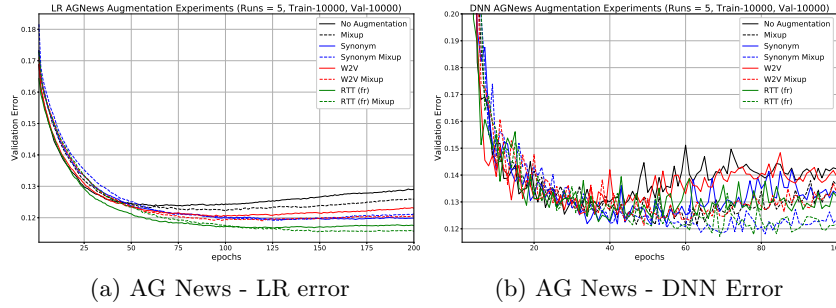 LR AGNews Augmentation Experiments (Runs = 5, Train-10000, Val-10000)
Validation Error
0.18
0.17
0.16
0.15
0.14
0.13
0.12
25
50
75
100
125
150
175
200
epochs
No Augmentation
Mixup
Synonym
Synonym Mixup
W2V
W2V Mixup
RTT (fr)
RTT (fr) Mixup
(a) AG News - LR error
DNN AGNews Augmentation Experiments (Runs = 5, Train-10000, Val-10000)
Validation Error
0.20
0.19
0.18
0.17
0.16
0.15
0.14
0.13
0.12
20
40
60
80
100
epochs
No Augmentation
Mixup
Synonym
Synonym Mixup
W2V
W2V Mixup
RTT (fr)
RTT (fr) Mixup
(b) AG News - DNN Error